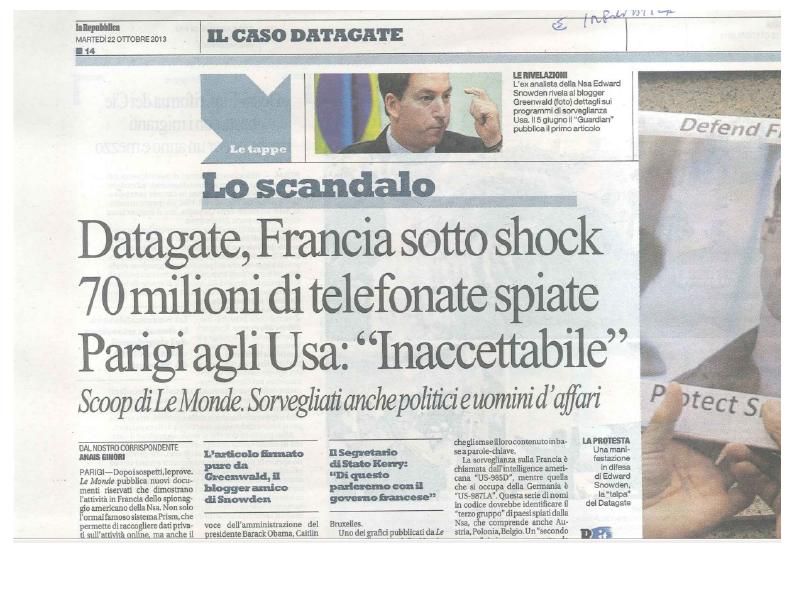 la Repubblica
MARTEDÌ 22 OTTOBRE 2013
14
IL CASO DATAGATE
Le tappe
LE RIVELAZIONI
L'ex analista della Nsa Edward
Snowden rivela al blogger
Greenwald (foto) dettagli sui
programmi di sorveglianza
Usa. Il 5 giugno il "Guardian"
pubblica il primo articolo
Defend
Lo scandalo
Datagate, Francia sotto shock
70 milioni di telefonate spiate
Parigi agli Usa: “Inaccettabile”
Scoop di Le Monde. Sorvegliati anche politici e uomini d'affari
Protect
DAL NOSTRO CORRISPONDENTE
ANAIS GINORI
PARIGI — Dopo i sospetti, le prove.
Le Monde pubblica nuovi docu-
menti riservati che dimostrano
l'attività in Francia dello spionag-
gio americano della Nsa. Non solo
l'ormai famoso sistema Prism, che
permette di raccogliere dati priva-
ti sull'attività online, ma anche il
L'articolo firmato
pure da
Greenwald, il
blogger amico
di Snowden
voce dell'amministrazione del
presidente Barack Obama, Caitlin
Il Segretario
di Stato Kerry:
“Di questo
parleremo con il
governo francese”
Bruxelles.
Uno dei grafici pubblicati da Le
che gli sms e il loro contenuto in ba-
se a parole-chiave.
La sorveglianza sulla Francia è
chiamata dall'intelligence ameri-
cana "US-985D", mentre quella
che si occupa della Germania è
"US-987LA". Questa serie di nomi
in codice dovrebbe identificare il
"terzo gruppo" di paesi spiati dalla
Nsa, che comprende anche Au-
stria, Polonia, Belgio. Un "secondo
LA PROTESTA
Una mani-
festazione
in difesa
di Edward
Snowden,
la "talpa"
del Datagate